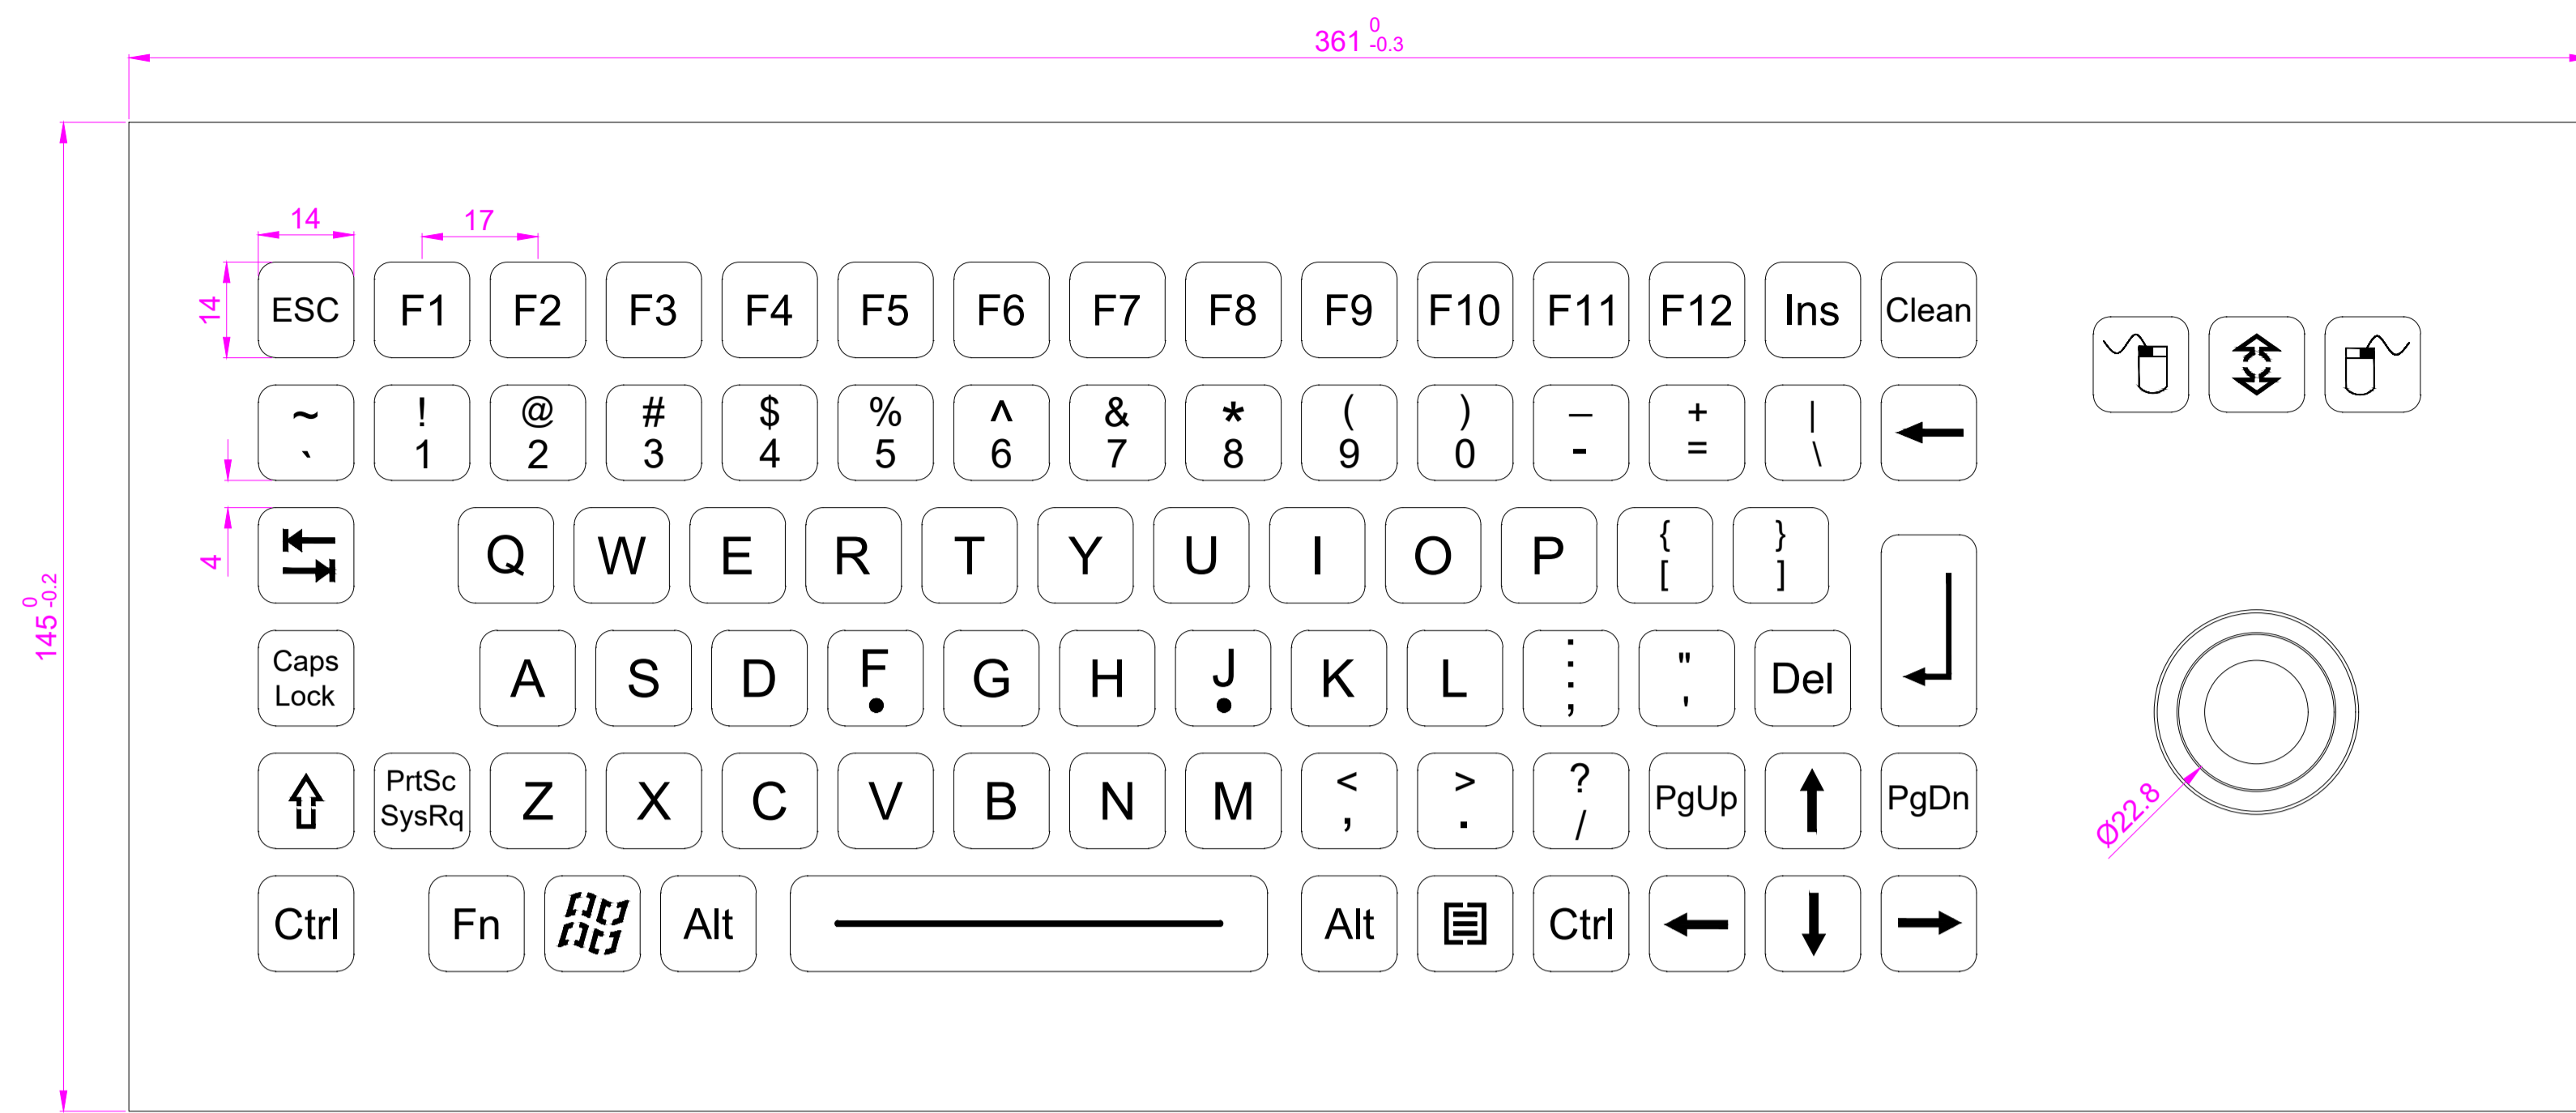 361 0 -0.3
14 17
14
ESC F1 F2 F3 F4 F5 F6 F7 F8 F9 F10 F11 F12 Ins Clean
~ ! @ # $ % ^ & * ( ) _ + |
` 1 2 3 4 5 6 7 8 9 0 - = \
4
Q W E R T Y U I O P { }
[ ]
145 0 -0.2
Caps
Lock
A S D F G H J K L : " Del
; '
PrtSc
SysRq
Z X C V B N M < > ? PgUp PgDn
, . /
Ø22.8
Ctrl Fn Alt Alt Ctrl